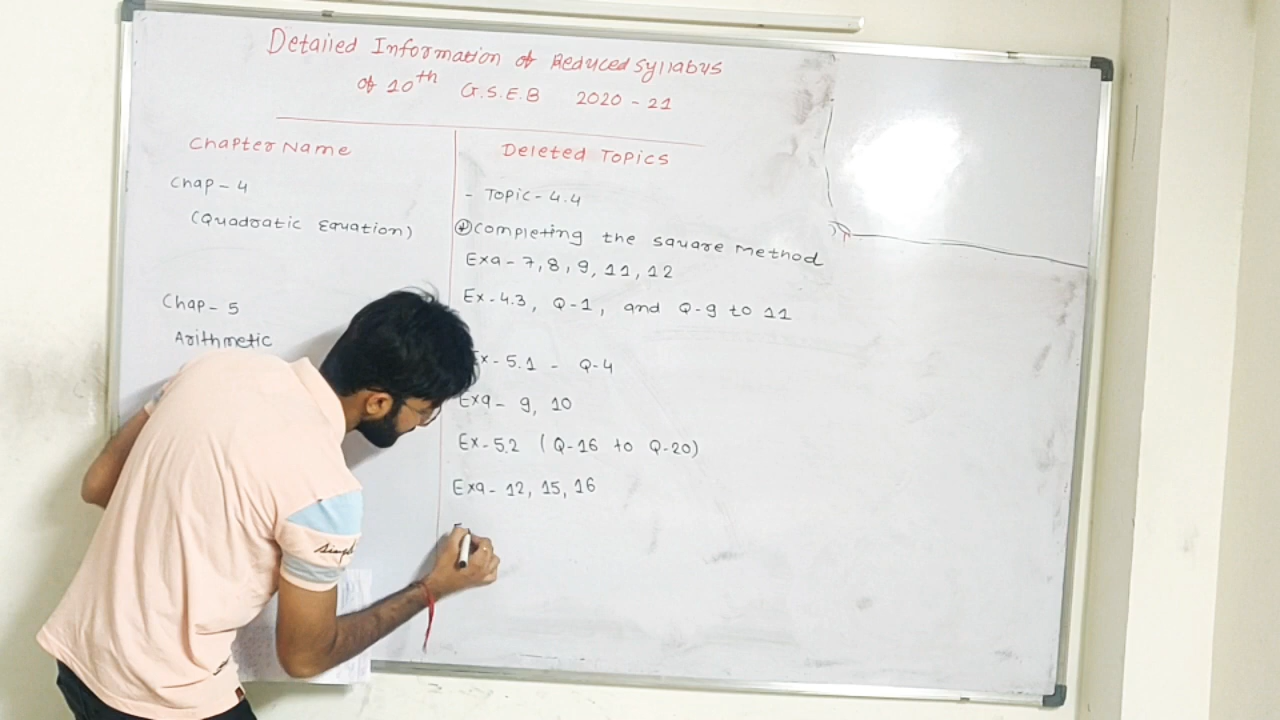 Detailed Information of Reduced Syllabus
of 10th G.S.E.B 2020 - 21
Chapter Name
Deleted Topics
Chap - 4
(Quadratic Equation)
- Topic - 4.4
Completing the square Method
Exa - 7, 8, 9, 11, 12
Ex - 4.3, Q-1, and Q-9 to 11
Chap - 5
Arithmetic
Ex - 5.1 - Q-4
Exa - 9, 10
Ex - 5.2 (Q-16 to Q-20)
Exa - 12, 15, 16